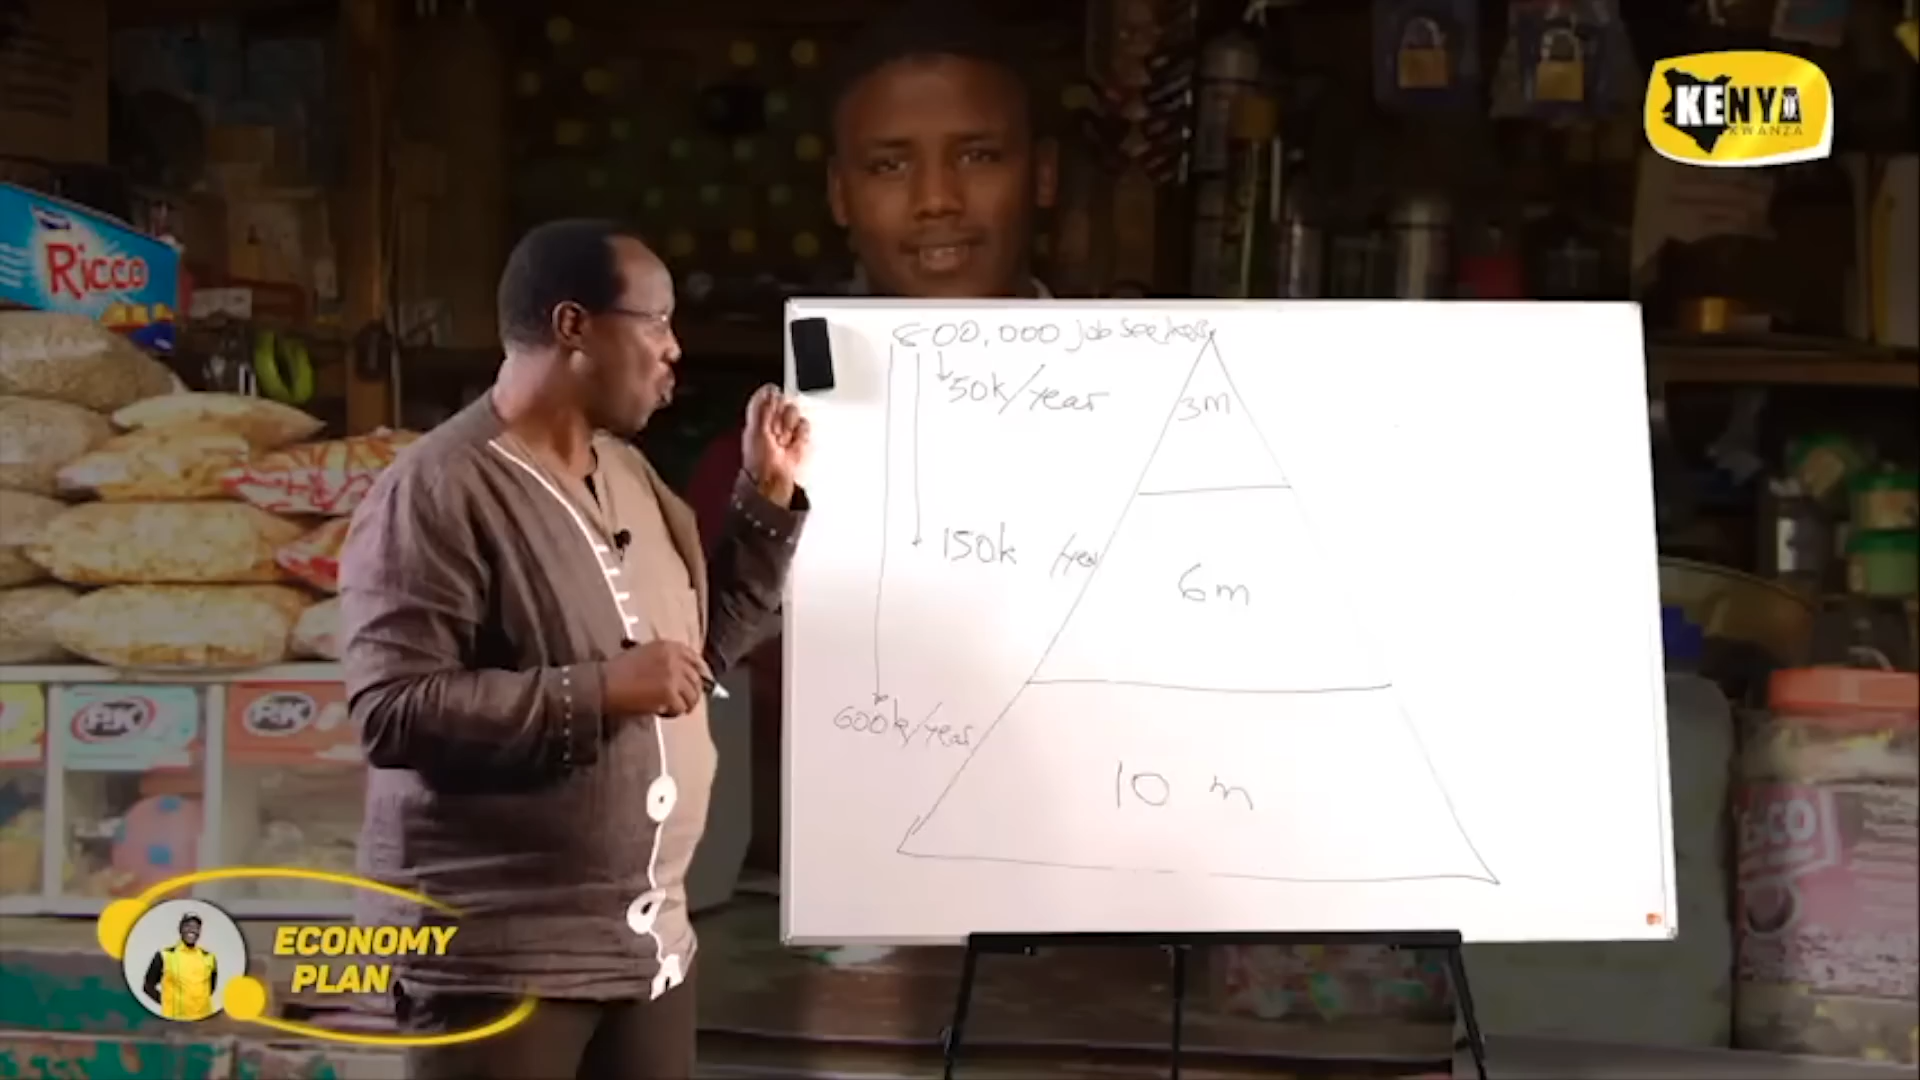 KENYA
KWANZA
Ricco
800,000 job seekers
50k/year
3m
150k /year
6m
600k/year
10 m
P&K
P&K
ECONOMY
PLAN